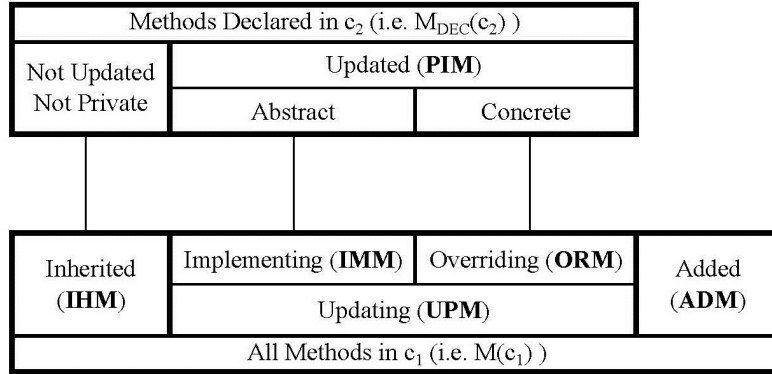 Methods Declared in c₂ (i.e. M_DEC(c₂) )
Not Updated
Not Private
Updated (PIM)
Abstract
Concrete
Inherited
(IHM)
Implementing (IMM)
Overriding (ORM)
Added
(ADM)
Updating (UPM)
All Methods in c₁ (i.e. M(c₁) )